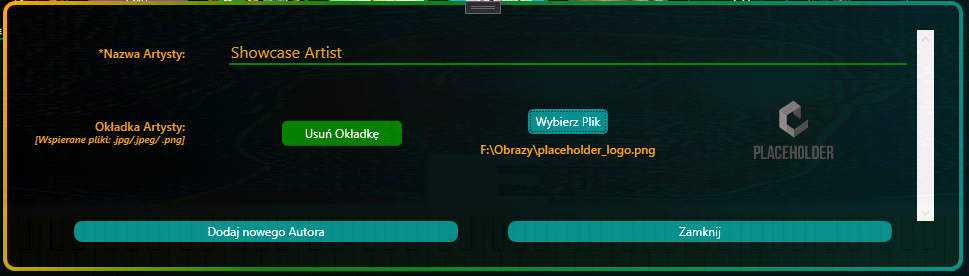 *Nazwa Artysty:
Showcase Artist
Okładka Artysty:
[Wspierane pliki: .jpg/.jpeg/ .png]
Usuń Okładkę
Wybierz Plik
F:\Obrazy\placeholder_logo.png
PLACEHOLDER
Dodaj nowego Autora
Zamknij